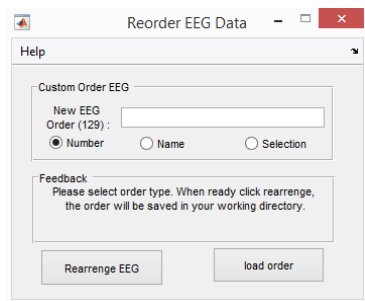 Reorder EEG Data
Help
Custom Order EEG
New EEG
Order (129) :
Number Name Selection
Feedback
Please select order type. When ready click rearrenge,
the order will be saved in your working directory.
Rearrenge EEG load order